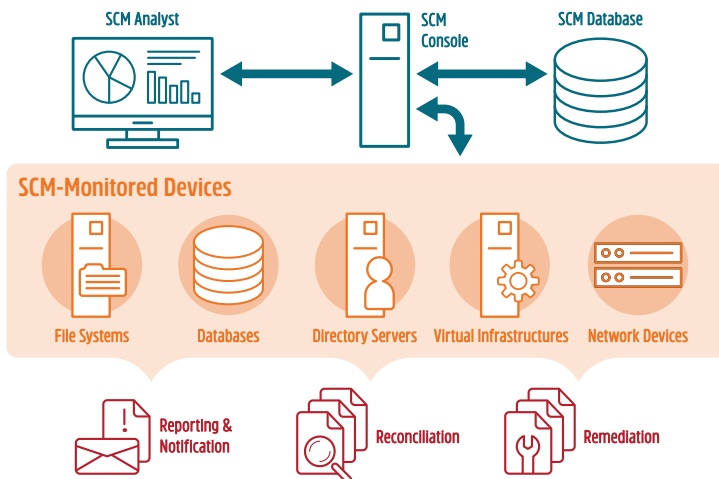 SCM Analyst
SCM
Console
SCM Database
SCM-Monitored Devices
File Systems
Databases
Directory Servers
Virtual Infrastructures
Network Devices
!
Reporting &
Notification
Reconciliation
Remediation